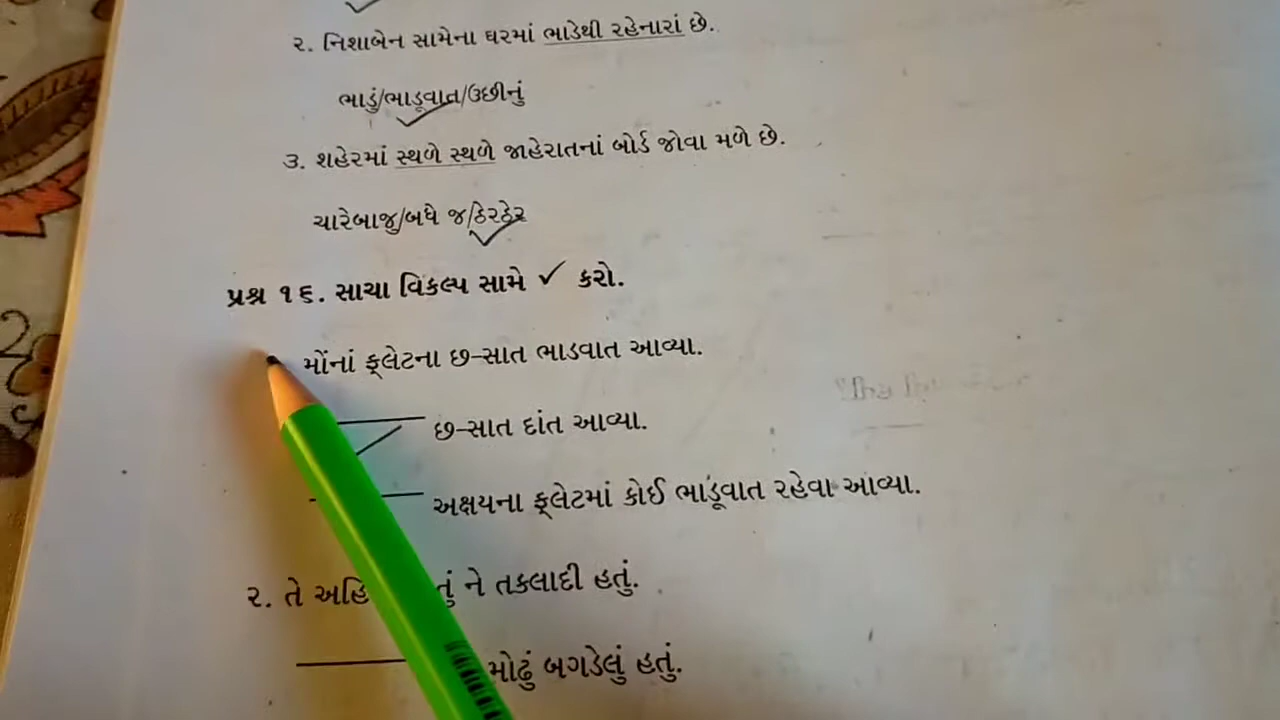 ૨. નિશાબેન સામેના ઘરમાં ભાડેથી રહેનારાં છે.
ભાડું/ભાડૂવાત/ઉછીનું
૩. શહેરમાં સ્થળે સ્થળે જાહેરાતનાં બોર્ડ જોવા મળે છે.
ચારેબાજુ/બધે જ/ઠેરઠેર
પ્રશ્ન ૧૬. સાચા વિકલ્પ સામે ✓ કરો.
મોંનાં ફ્લેટના છ-સાત ભાડવાત આવ્યા.
છ-સાત દાંત આવ્યા.
અક્ષયના ફ્લેટમાં કોઈ ભાડૂવાત રહેવા આવ્યા.
૨. તે ને તકલાદી હતું.
મોઢું બગડેલું હતું.